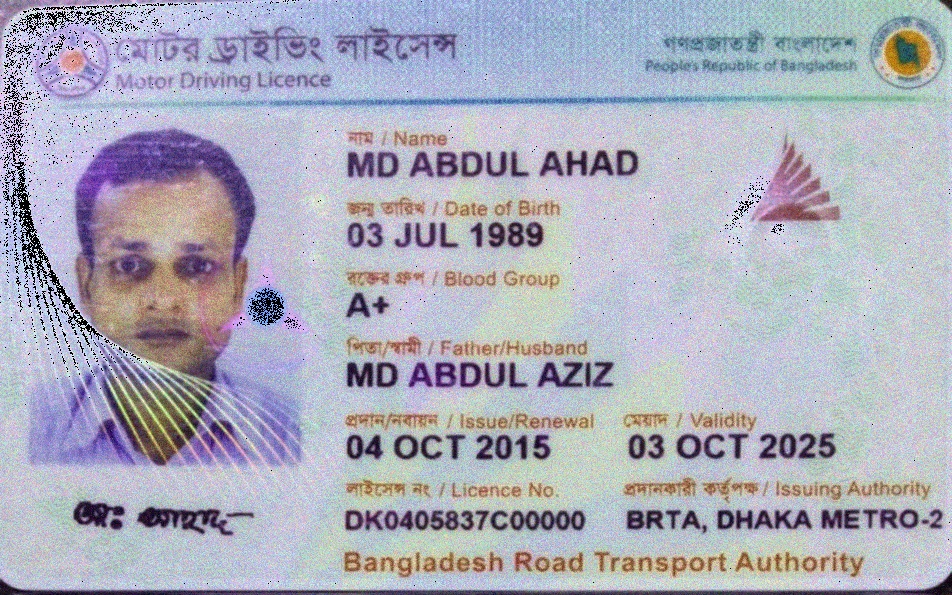 মোটর ড্রাইভিং লাইসেন্স
Motor Driving Licence
গণপ্রজাতন্ত্রী বাংলাদেশ
People's Republic of Bangladesh
নাম / Name
MD ABDUL AHAD
জন্ম তারিখ / Date of Birth
03 JUL 1989
রক্তের গ্রুপ / Blood Group
A+
পিতা/স্বামী / Father/Husband
MD ABDUL AZIZ
প্রদান/নবায়ন / Issue/Renewal
04 OCT 2015
মেয়াদ / Validity
03 OCT 2025
লাইসেন্স নং / Licence No.
DK0405837C00000
প্রদানকারী কর্তৃপক্ষ / Issuing Authority
BRTA, DHAKA METRO-2
মোঃ আহাদ
Bangladesh Road Transport Authority